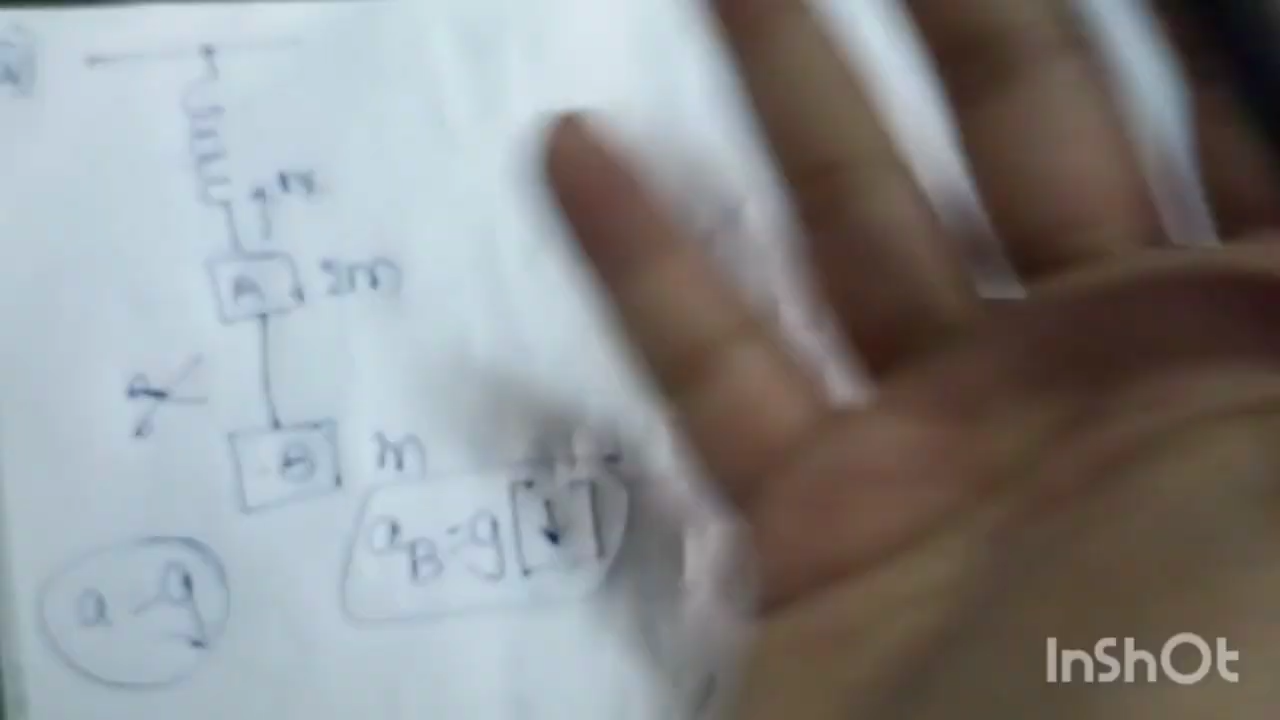 A
2m
B
m
a_B = g [↓]
a = g
InShOt